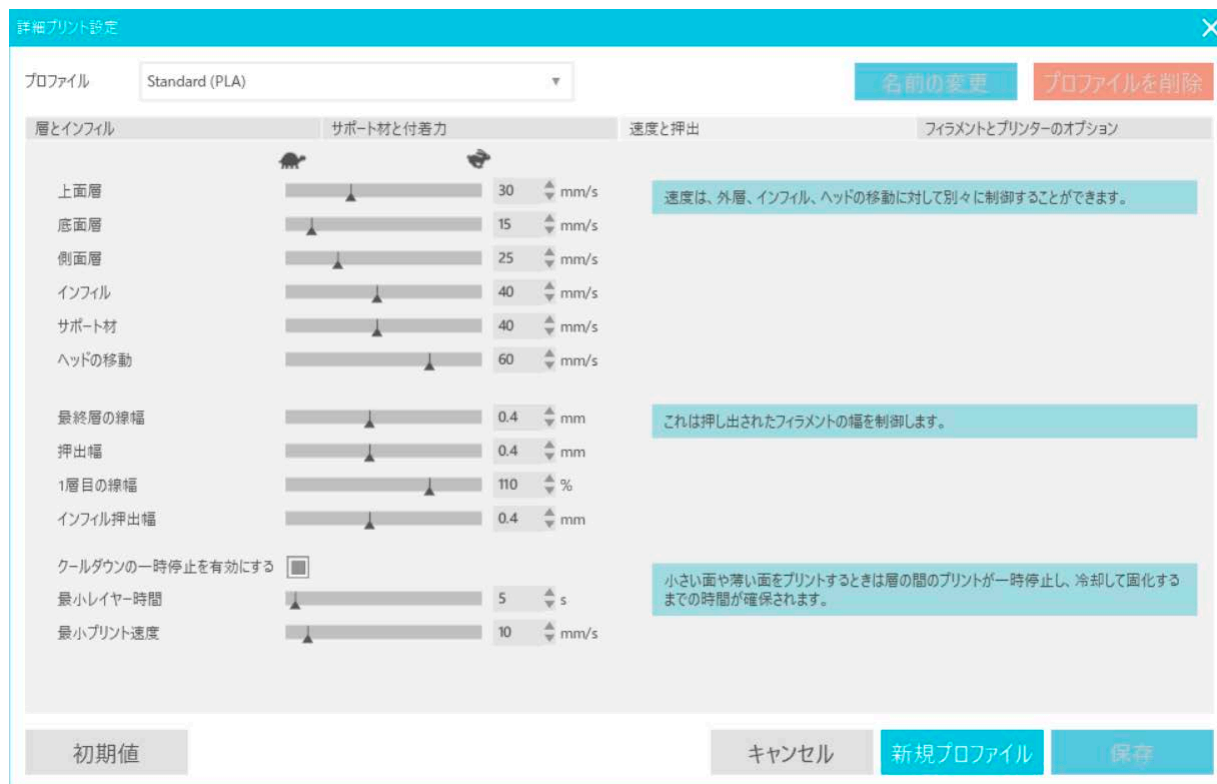 詳細プリント設定
プロファイル Standard (PLA) 名前の変更 プロファイルを削除
層とインフィル サポート材と付着力 速度と押出 フィラメントとプリンターのオプション
上面層 30 mm/s 速度は、外層、インフィル、ヘッドの移動に対して別々に制御することができます。
底面層 15 mm/s
側面層 25 mm/s
インフィル 40 mm/s
サポート材 40 mm/s
ヘッドの移動 60 mm/s
最終層の線幅 0.4 mm これは押し出されたフィラメントの幅を制御します。
押出幅 0.4 mm
1層目の線幅 110 %
インフィル押出幅 0.4 mm
クールダウンの一時停止を有効にする
小さい面や薄い面をプリントするときは層の間のプリントが一時停止し、冷却して固化する
までの時間が確保されます。
最小レイヤー時間 5 s
最小プリント速度 10 mm/s
初期値 キャンセル 新規プロファイル 保存